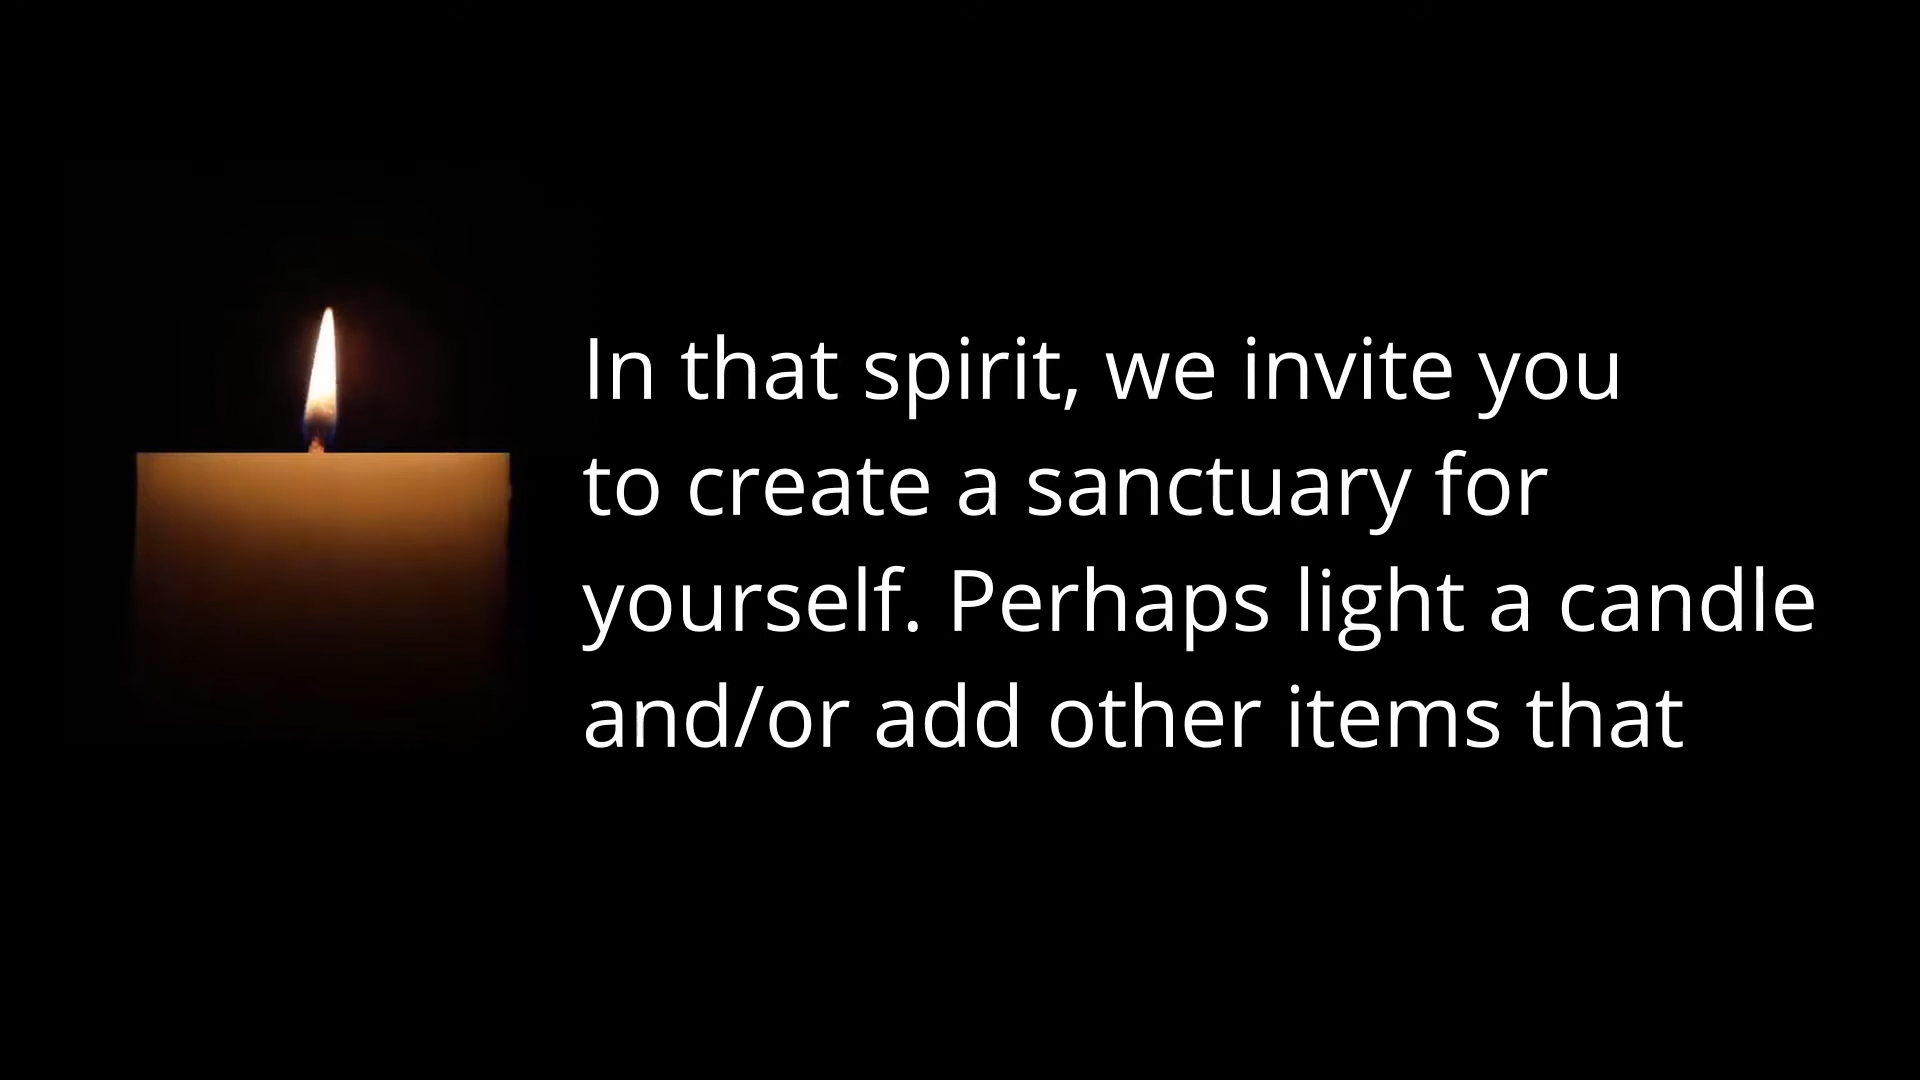 In that spirit, we invite you
to create a sanctuary for
yourself. Perhaps light a candle
and/or add other items that